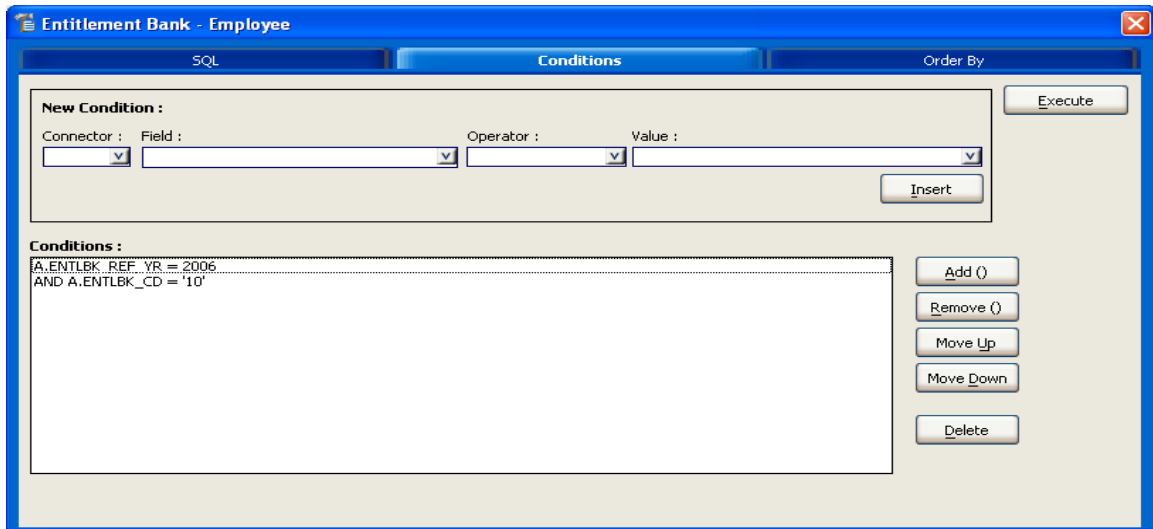 Entitlement Bank - Employee
SQL Conditions Order By
New Condition :
Connector : Field : Operator : Value :
Insert
Execute
Conditions :
A.ENTLBK_REF_YR = 2006
AND A.ENTLBK_CD = '10'
Add ()
Remove ()
Move Up
Move Down
Delete